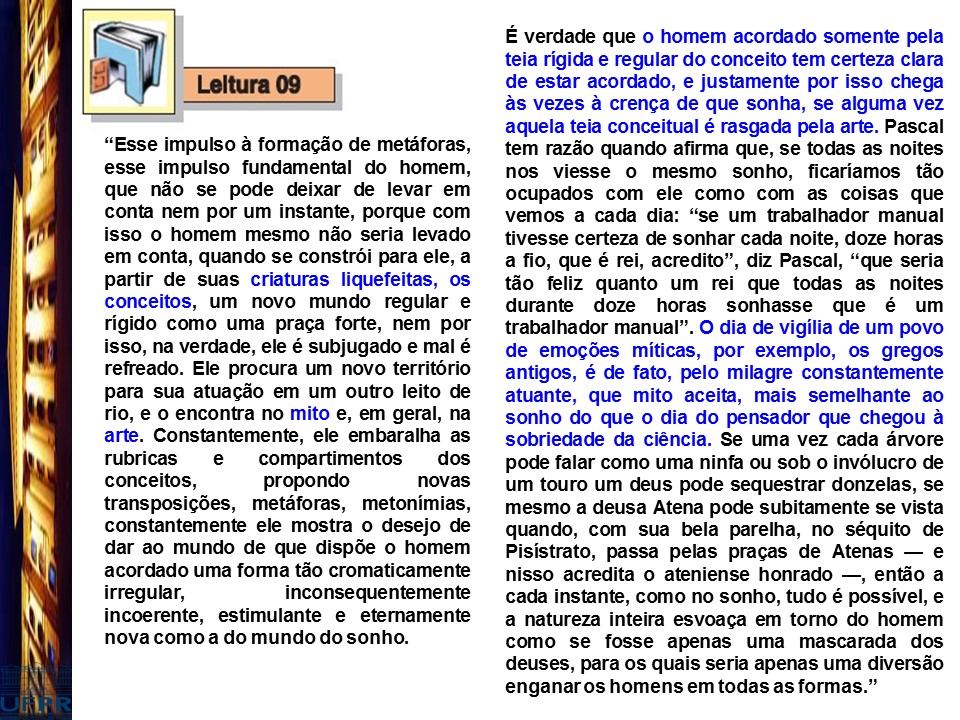 Leitura 09
“Esse impulso à formação de metáforas,
esse impulso fundamental do homem,
que não se pode deixar de levar em
conta nem por um instante, porque com
isso o homem mesmo não seria levado
em conta, quando se constrói para ele, a
partir de suas criaturas liquefeitas, os
conceitos, um novo mundo regular e
rígido como uma praça forte, nem por
isso, na verdade, ele é subjugado e mal é
refreado. Ele procura um novo território
para sua atuação em um outro leito de
rio, e o encontra no mito e, em geral, na
arte. Constantemente, ele embaralha as
rubricas e compartimentos dos
conceitos, propondo novas
transposições, metáforas, metonímias,
constantemente ele mostra o desejo de
dar ao mundo de que dispõe o homem
acordado uma forma tão cromaticamente
irregular, inconsequentemente
incoerente, estimulante e eternamente
nova como a do mundo do sonho.
É verdade que o homem acordado somente pela
teia rígida e regular do conceito tem certeza clara
de estar acordado, e justamente por isso chega
às vezes à crença de que sonha, se alguma vez
aquela teia conceitual é rasgada pela arte. Pascal
tem razão quando afirma que, se todas as noites
nos viesse o mesmo sonho, ficaríamos tão
ocupados com ele como com as coisas que
vemos a cada dia: “se um trabalhador manual
tivesse certeza de sonhar cada noite, doze horas
a fio, que é rei, acredito”, diz Pascal, “que seria
tão feliz quanto um rei que todas as noites
durante doze horas sonhasse que é um
trabalhador manual”. O dia de vigília de um povo
de emoções míticas, por exemplo, os gregos
antigos, é de fato, pelo milagre constantemente
atuante, que mito aceita, mais semelhante ao
sonho do que o dia do pensador que chegou à
sobriedade da ciência. Se uma vez cada árvore
pode falar como uma ninfa ou sob o invólucro de
um touro um deus pode sequestrar donzelas, se
mesmo a deusa Atena pode subitamente se vista
quando, com sua bela parelha, no séquito de
Pisístrato, passa pelas praças de Atenas — e
nisso acredita o ateniense honrado —, então a
cada instante, como no sonho, tudo é possível, e
a natureza inteira esvoaça em torno do homem
como se fosse apenas uma mascarada dos
deuses, para os quais seria apenas uma diversão
enganar os homens em todas as formas.”
UFPR